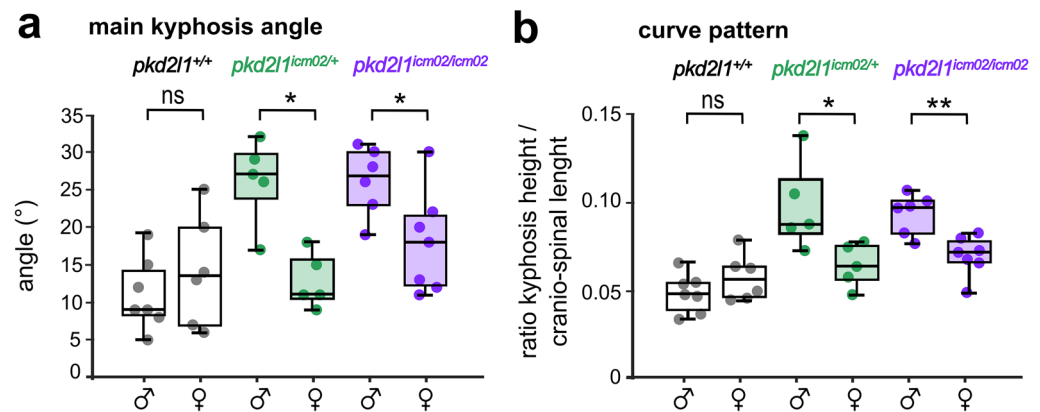 a main kyphosis angle
pkd2l1+/+ pkd2l1icm02/+ pkd2l1icm02/icm02
ns * *
35
30
25
20
15
10
5
0
angle (°)
♂ ♀ ♂ ♀ ♂ ♀
b curve pattern
pkd2l1+/+ pkd2l1icm02/+ pkd2l1icm02/icm02
ns * **
0.15
0.10
0.05
0
ratio kyphosis height /
cranio-spinal lenght
♂ ♀ ♂ ♀ ♂ ♀